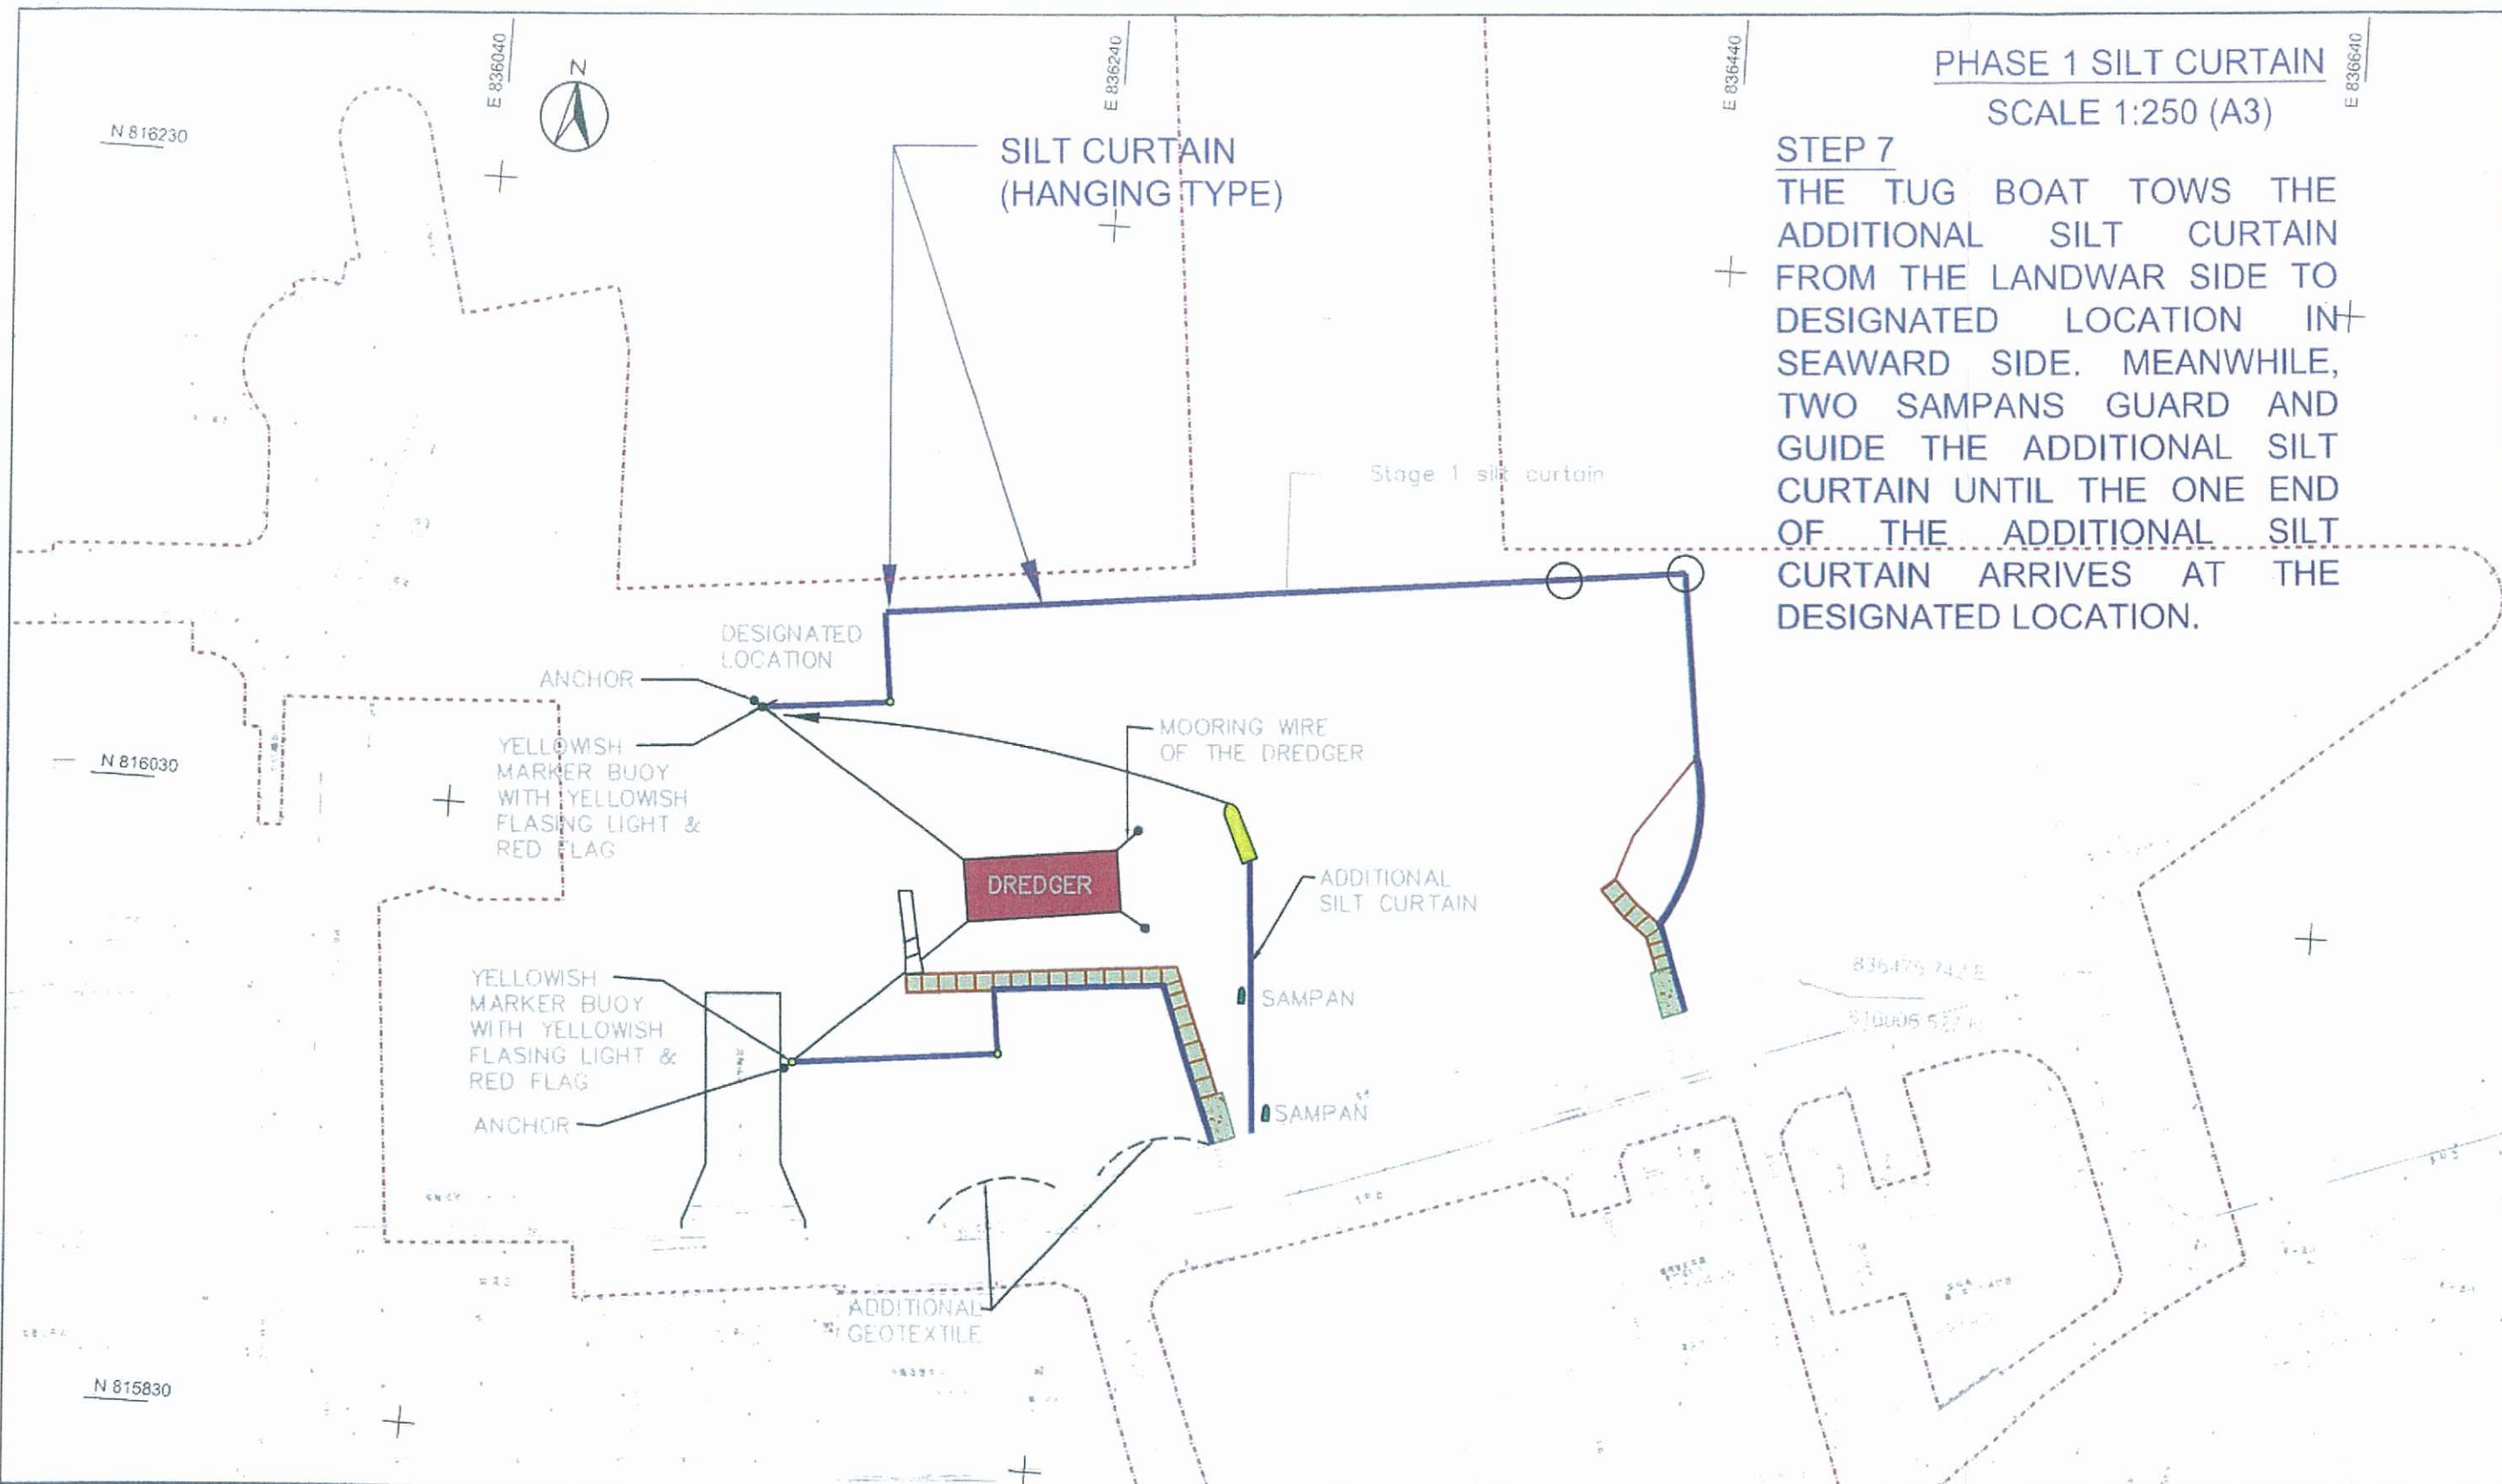 E 836040
E 836240
E 836440
E 836640
PHASE 1 SILT CURTAIN
SCALE 1:250 (A3)
N
N 816230
SILT CURTAIN
(HANGING TYPE)
STEP 7
THE TUG BOAT TOWS THE
ADDITIONAL SILT CURTAIN
FROM THE LANDWAR SIDE TO
DESIGNATED LOCATION IN
SEAWARD SIDE. MEANWHILE,
TWO SAMPANS GUARD AND
GUIDE THE ADDITIONAL SILT
CURTAIN UNTIL THE ONE END
OF THE ADDITIONAL SILT
CURTAIN ARRIVES AT THE
DESIGNATED LOCATION.
Stage 1 silt curtain
DESIGNATED
LOCATION
ANCHOR
MOORING WIRE
OF THE DREDGER
YELLOWISH
MARKER BUOY
WITH YELLOWISH
FLASING LIGHT &
RED FLAG
N 816030
DREDGER
ADDITIONAL
SILT CURTAIN
YELLOWISH
MARKER BUOY
WITH YELLOWISH
FLASING LIGHT &
RED FLAG
SAMPAN
ANCHOR
SAMPAN
ADDITIONAL
GEOTEXTILE
N 815830